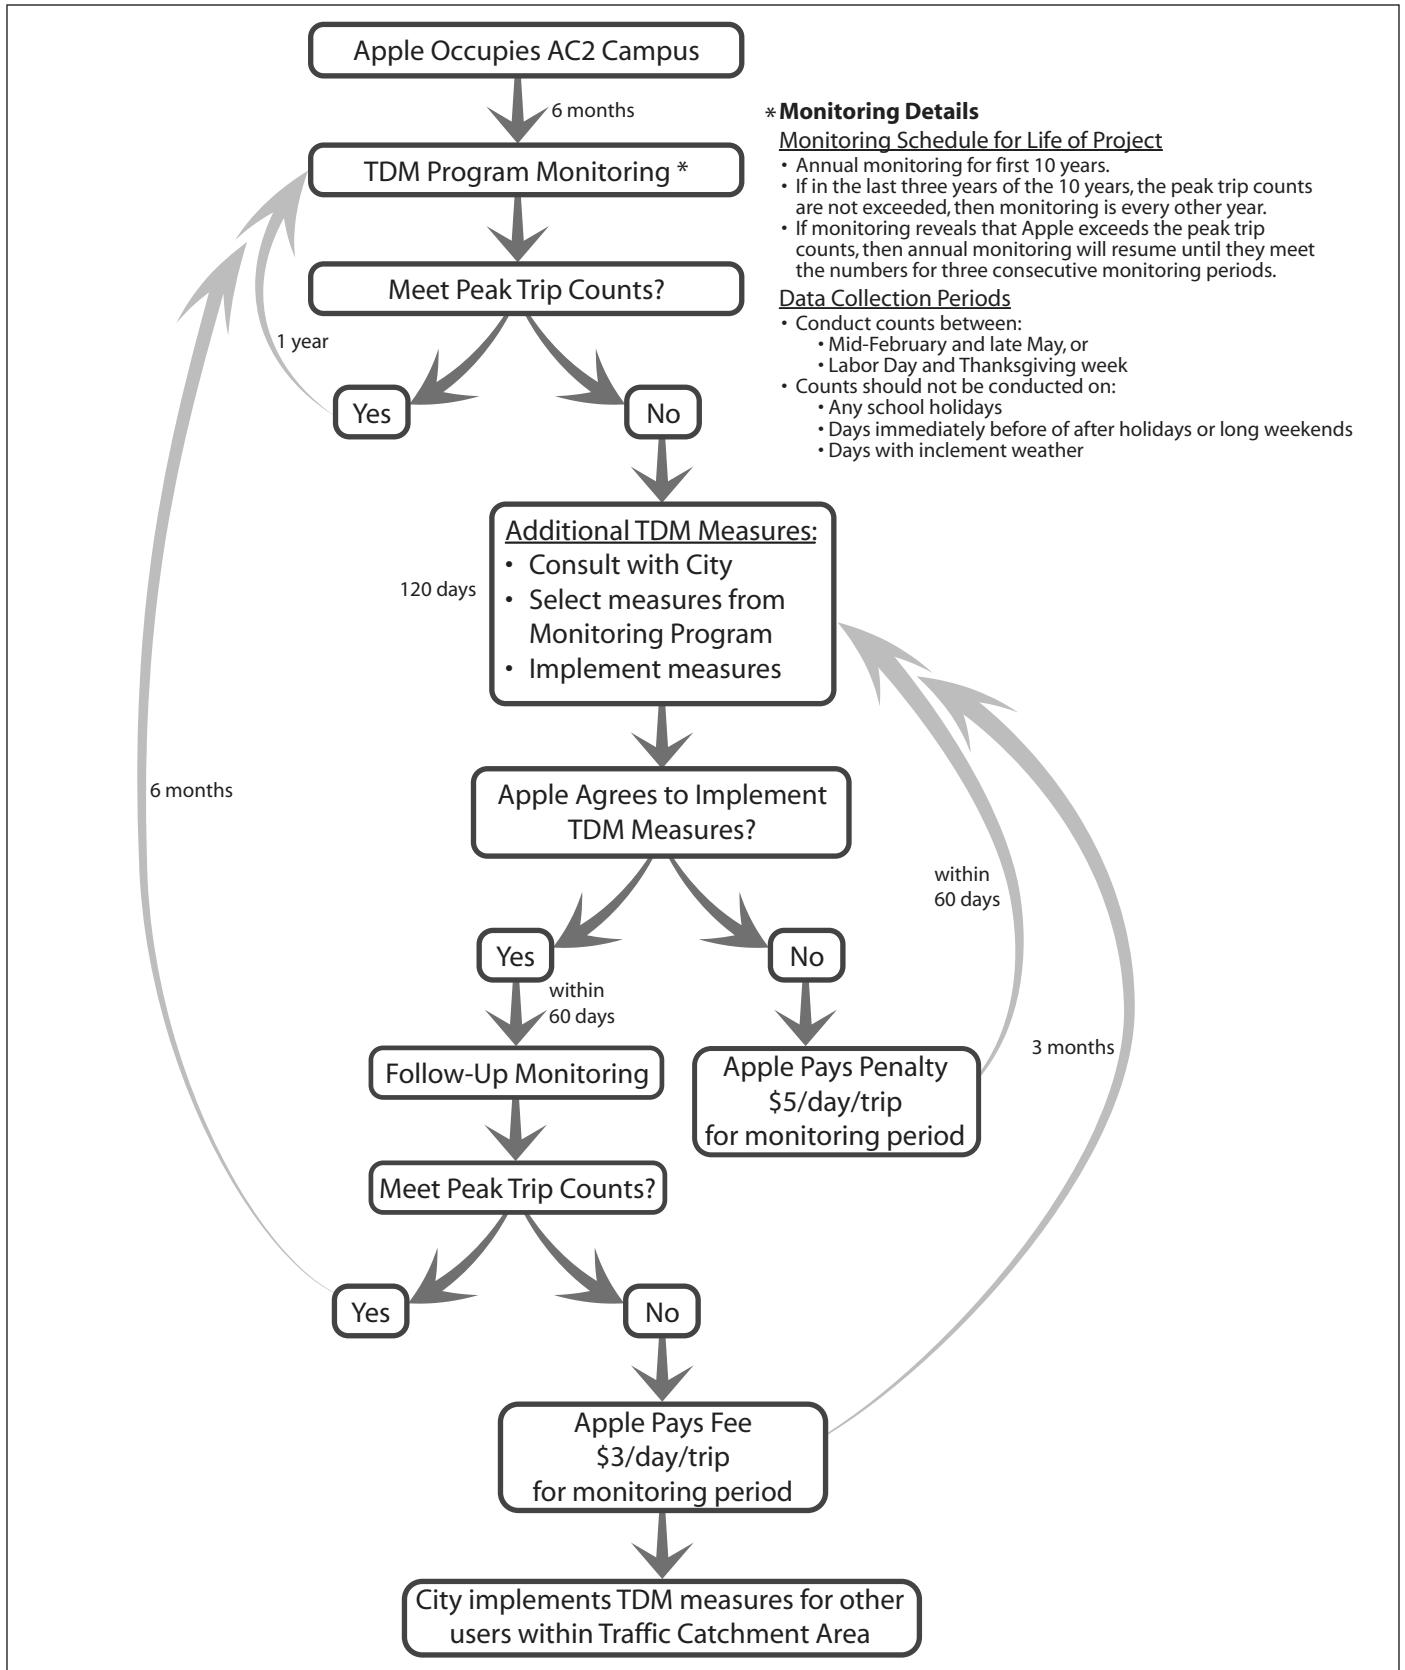 Apple Occupies AC2 Campus
6 months
TDM Program Monitoring *
*Monitoring Details
Monitoring Schedule for Life of Project
• Annual monitoring for first 10 years.
• If in the last three years of the 10 years, the peak trip counts
are not exceeded, then monitoring is every other year.
• If monitoring reveals that Apple exceeds the peak trip
counts, then annual monitoring will resume until they meet
the numbers for three consecutive monitoring periods.
Data Collection Periods
• Conduct counts between:
• Mid-February and late May, or
• Labor Day and Thanksgiving week
• Counts should not be conducted on:
• Any school holidays
• Days immediately before of after holidays or long weekends
• Days with inclement weather
Meet Peak Trip Counts?
1 year
Yes
No
Additional TDM Measures:
• Consult with City
• Select measures from
Monitoring Program
• Implement measures
120 days
Apple Agrees to Implement
TDM Measures?
6 months
within
60 days
Yes
No
within
60 days
Follow-Up Monitoring
Apple Pays Penalty
$5/day/trip
for monitoring period
3 months
Meet Peak Trip Counts?
Yes
No
Apple Pays Fee
$3/day/trip
for monitoring period
City implements TDM measures for other
users within Traffic Catchment Area